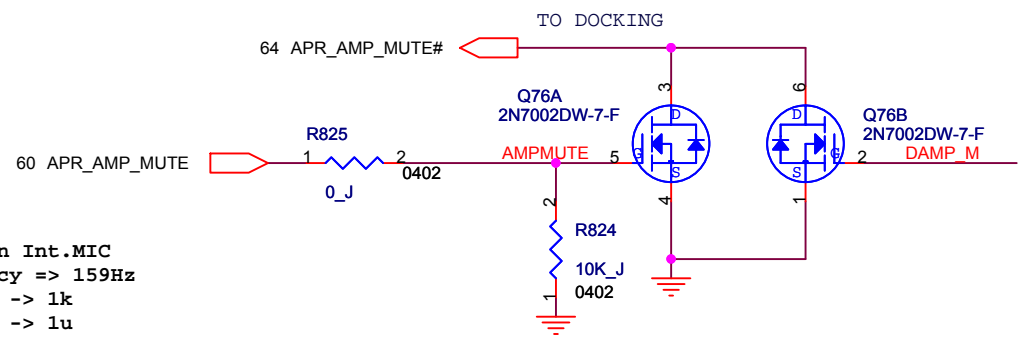 TO DOCKING
64 APR_AMP_MUTE#
3
6
Q76A
2N7002DW-7-F
Q76B
2N7002DW-7-F
D
D
R825
60 APR_AMP_MUTE
1
2
0_J
0402
AMPMUTE
5
G
G
2
DAMP_M
S
S
4
1
2
R824
10K_J
0402
1
n Int.MIC
cy => 159Hz
-> 1k
-> 1u